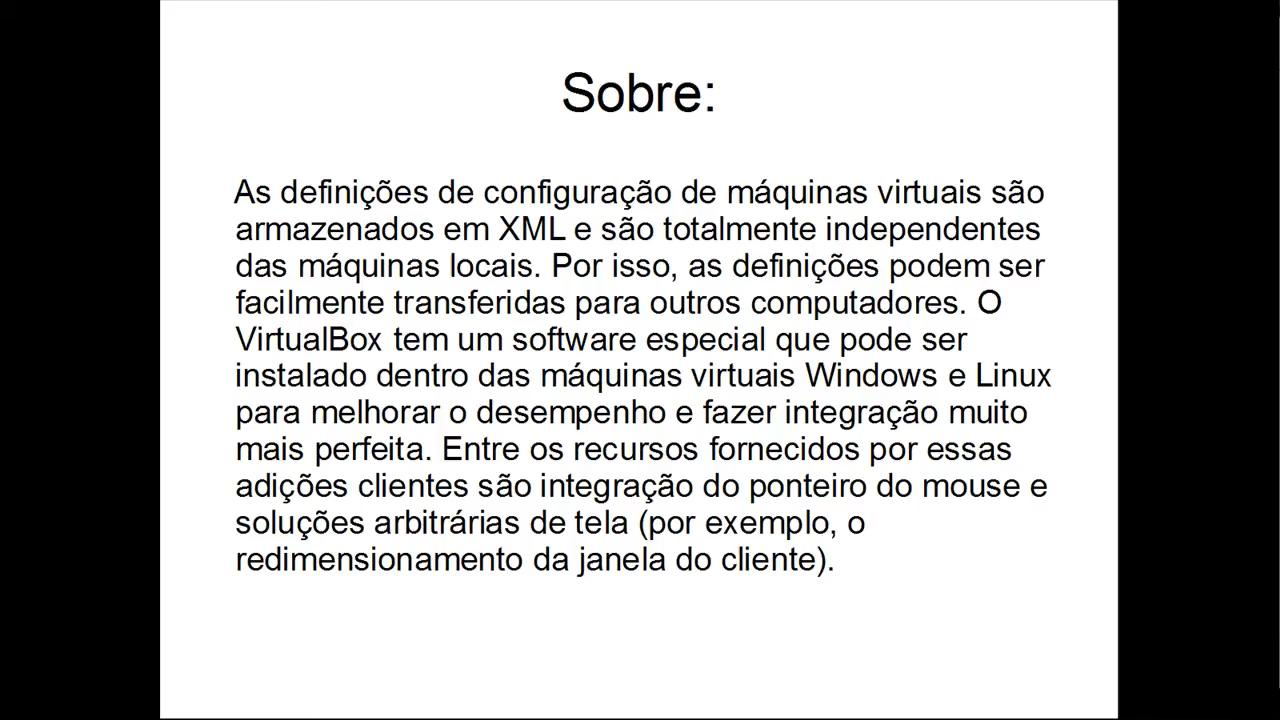 Sobre:
As definições de configuração de máquinas virtuais são
armazenados em XML e são totalmente independentes
das máquinas locais. Por isso, as definições podem ser
facilmente transferidas para outros computadores. O
VirtualBox tem um software especial que pode ser
instalado dentro das máquinas virtuais Windows e Linux
para melhorar o desempenho e fazer integração muito
mais perfeita. Entre os recursos fornecidos por essas
adições clientes são integração do ponteiro do mouse e
soluções arbitrárias de tela (por exemplo, o
redimensionamento da janela do cliente).